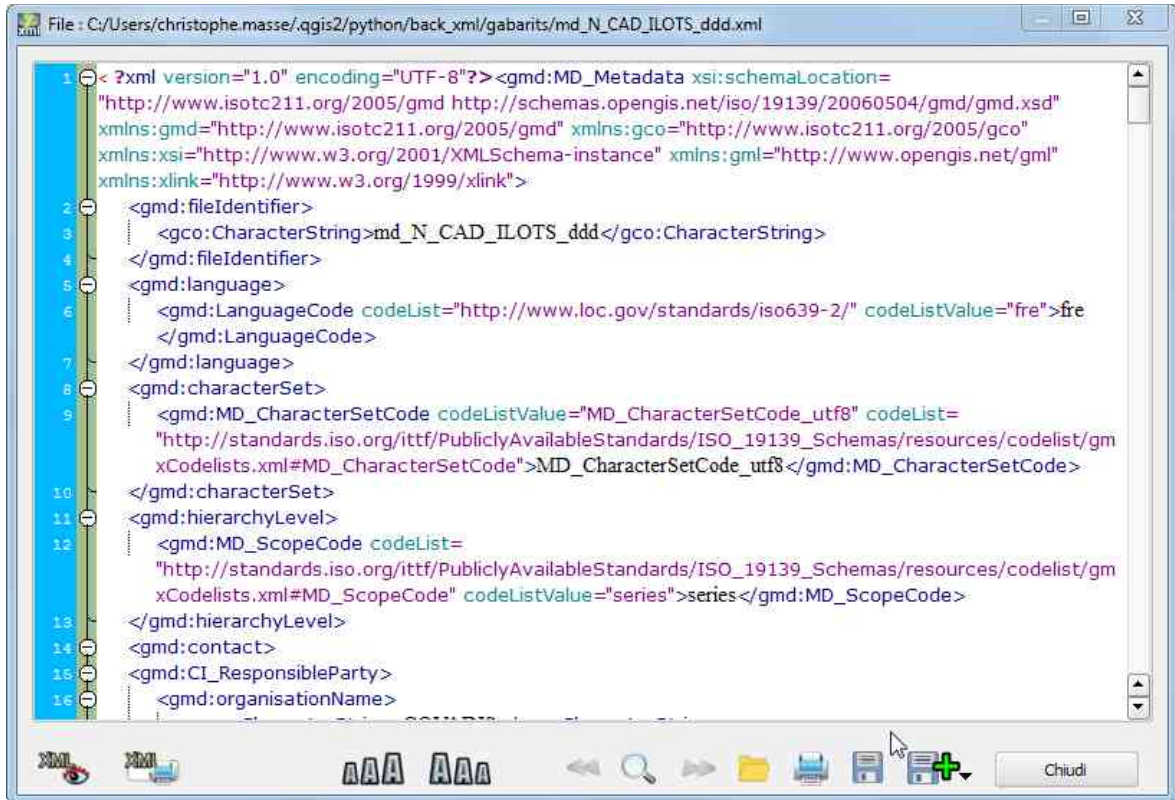 File : C:/Users/christophe.masse/.qgis2/python/back_xml/gabarits/md_N_CAD_ILOTS_ddd.xml
1 < ?xml version="1.0" encoding="UTF-8"?><gmd:MD_Metadata xsi:schemaLocation=
"http://www.isotc211.org/2005/gmd http://schemas.opengis.net/iso/19139/20060504/gmd/gmd.xsd"
xmlns:gmd="http://www.isotc211.org/2005/gmd" xmlns:gco="http://www.isotc211.org/2005/gco"
xmlns:xsi="http://www.w3.org/2001/XMLSchema-instance" xmlns:gml="http://www.opengis.net/gml"
xmlns:xlink="http://www.w3.org/1999/xlink">
2 <gmd:fileIdentifier>
3 <gco:CharacterString>md_N_CAD_ILOTS_ddd</gco:CharacterString>
4 </gmd:fileIdentifier>
5 <gmd:language>
6 <gmd:LanguageCode codeList="http://www.loc.gov/standards/iso639-2/" codeListValue="fre">fre
</gmd:LanguageCode>
7 </gmd:language>
8 <gmd:characterSet>
9 <gmd:MD_CharacterSetCode codeListValue="MD_CharacterSetCode_utf8" codeList=
"http://standards.iso.org/ittf/PubliclyAvailableStandards/ISO_19139_Schemas/resources/codelist/gm
xCodelists.xml#MD_CharacterSetCode">MD_CharacterSetCode_utf8</gmd:MD_CharacterSetCode>
10 </gmd:characterSet>
11 <gmd:hierarchyLevel>
12 <gmd:MD_ScopeCode codeList=
"http://standards.iso.org/ittf/PubliclyAvailableStandards/ISO_19139_Schemas/resources/codelist/gm
xCodelists.xml#MD_ScopeCode" codeListValue="series">series</gmd:MD_ScopeCode>
13 </gmd:hierarchyLevel>
14 <gmd:contact>
15 <gmd:CI_ResponsibleParty>
16 <gmd:organisationName>
XML XML AAA AAA Chiudi